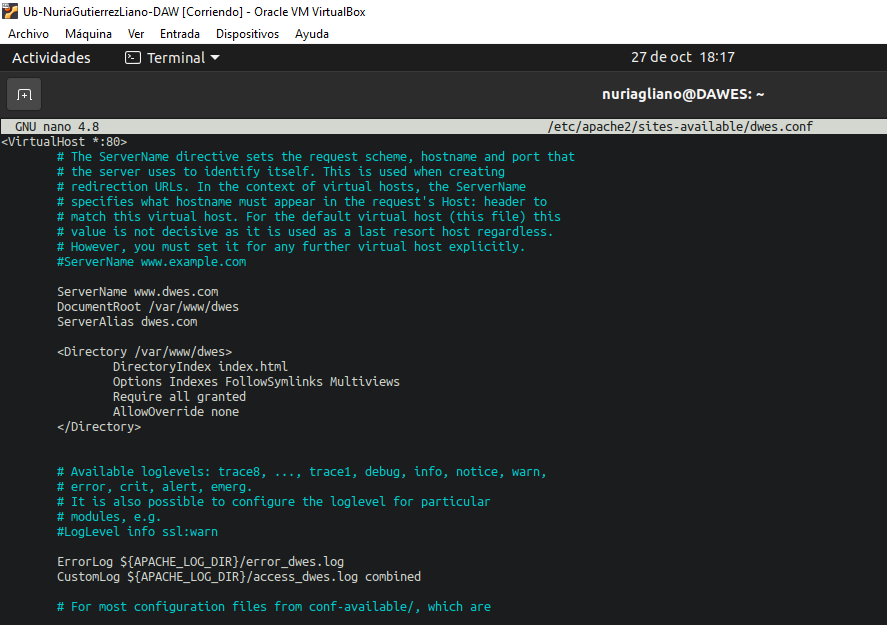 Ub-NuriaGutierrezLiano-DAW [Corriendo] - Oracle VM VirtualBox
Archivo Máquina Ver Entrada Dispositivos Ayuda
Actividades Terminal 27 de oct 18:17
nuriagliano@DAWES: ~
GNU nano 4.8 /etc/apache2/sites-available/dwes.conf
<VirtualHost *:80>
# The ServerName directive sets the request scheme, hostname and port that
# the server uses to identify itself. This is used when creating
# redirection URLs. In the context of virtual hosts, the ServerName
# specifies what hostname must appear in the request's Host: header to
# match this virtual host. For the default virtual host (this file) this
# value is not decisive as it is used as a last resort host regardless.
# However, you must set it for any further virtual host explicitly.
#ServerName www.example.com
ServerName www.dwes.com
DocumentRoot /var/www/dwes
ServerAlias dwes.com
<Directory /var/www/dwes>
DirectoryIndex index.html
Options Indexes FollowSymlinks Multiviews
Require all granted
AllowOverride none
</Directory>
# Available loglevels: trace8, ..., trace1, debug, info, notice, warn,
# error, crit, alert, emerg.
# It is also possible to configure the loglevel for particular
# modules, e.g.
#LogLevel info ssl:warn
ErrorLog ${APACHE_LOG_DIR}/error_dwes.log
CustomLog ${APACHE_LOG_DIR}/access_dwes.log combined
# For most configuration files from conf-available/, which are